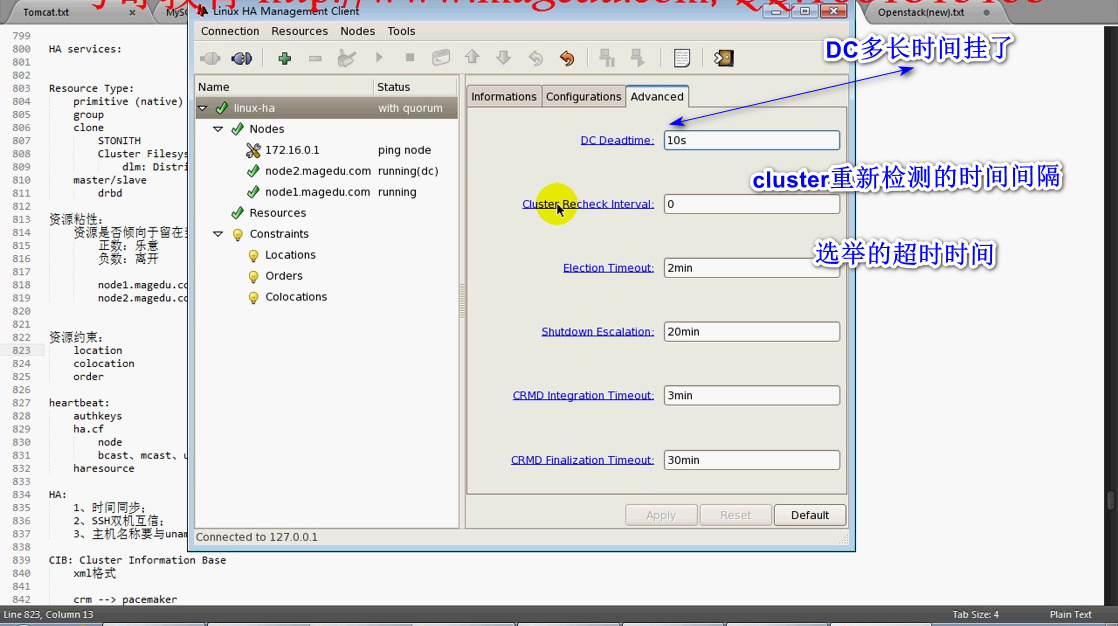 http://www.magedu.com, QQ:
Tomcat.txt
Openstack(new).txt
Linux HA Management Client
Connection Resources Nodes Tools
Name Status
linux-ha with quorum
Nodes
172.16.0.1 ping node
node2.magedu.com running(dc)
node1.magedu.com running
Resources
Constraints
Locations
Orders
Colocations
Informations Configurations Advanced
DC Deadtime: 10s
Cluster Recheck Interval: 0
Election Timeout: 2min
Shutdown Escalation: 20min
CRMD Integration Timeout: 3min
CRMD Finalization Timeout: 30min
Apply Reset Default
Connected to 127.0.0.1
DC多长时间挂了
cluster重新检测的时间间隔
选举的超时时间
799
800 HA services:
801
802
803 Resource Type:
804 primitive (native)
805 group
806 clone
807 STONITH
808 Cluster Filesys
809 dlm: Distri
810 master/slave
811 drbd
812
813 资源粘性:
814 资源是否倾向于留在
815 正数: 乐意
816 负数: 离开
817
818 node1.magedu.co
819 node2.magedu.co
820
821
822 资源约束:
823 location
824 colocation
825 order
826
827 heartbeat:
828 authkeys
829 ha.cf
830 node
831 bcast、mcast、u
832 haresource
833
834 HA:
835 1、时间同步;
836 2、SSH双机互信;
837 3、主机名称要与unam
838
839 CIB: Cluster Information Base
840 xml格式
841
842 crm --> pacemaker
Line 823, Column 13
Tab Size: 4
Plain Text